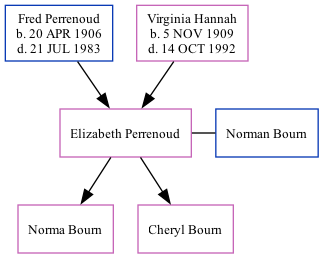 Fred Perrenoud
b. 20 APR 1906
d. 21 JUL 1983
Virginia Hannah
b. 5 NOV 1909
d. 14 OCT 1992
Elizabeth Perrenoud
Norman Bourn
Norma Bourn
Cheryl Bourn